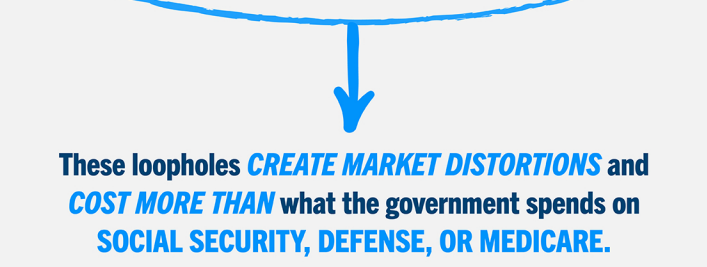 These loopholes CREATE MARKET DISTORTIONS and
COST MORE THAN what the government spends on
SOCIAL SECURITY, DEFENSE, OR MEDICARE.